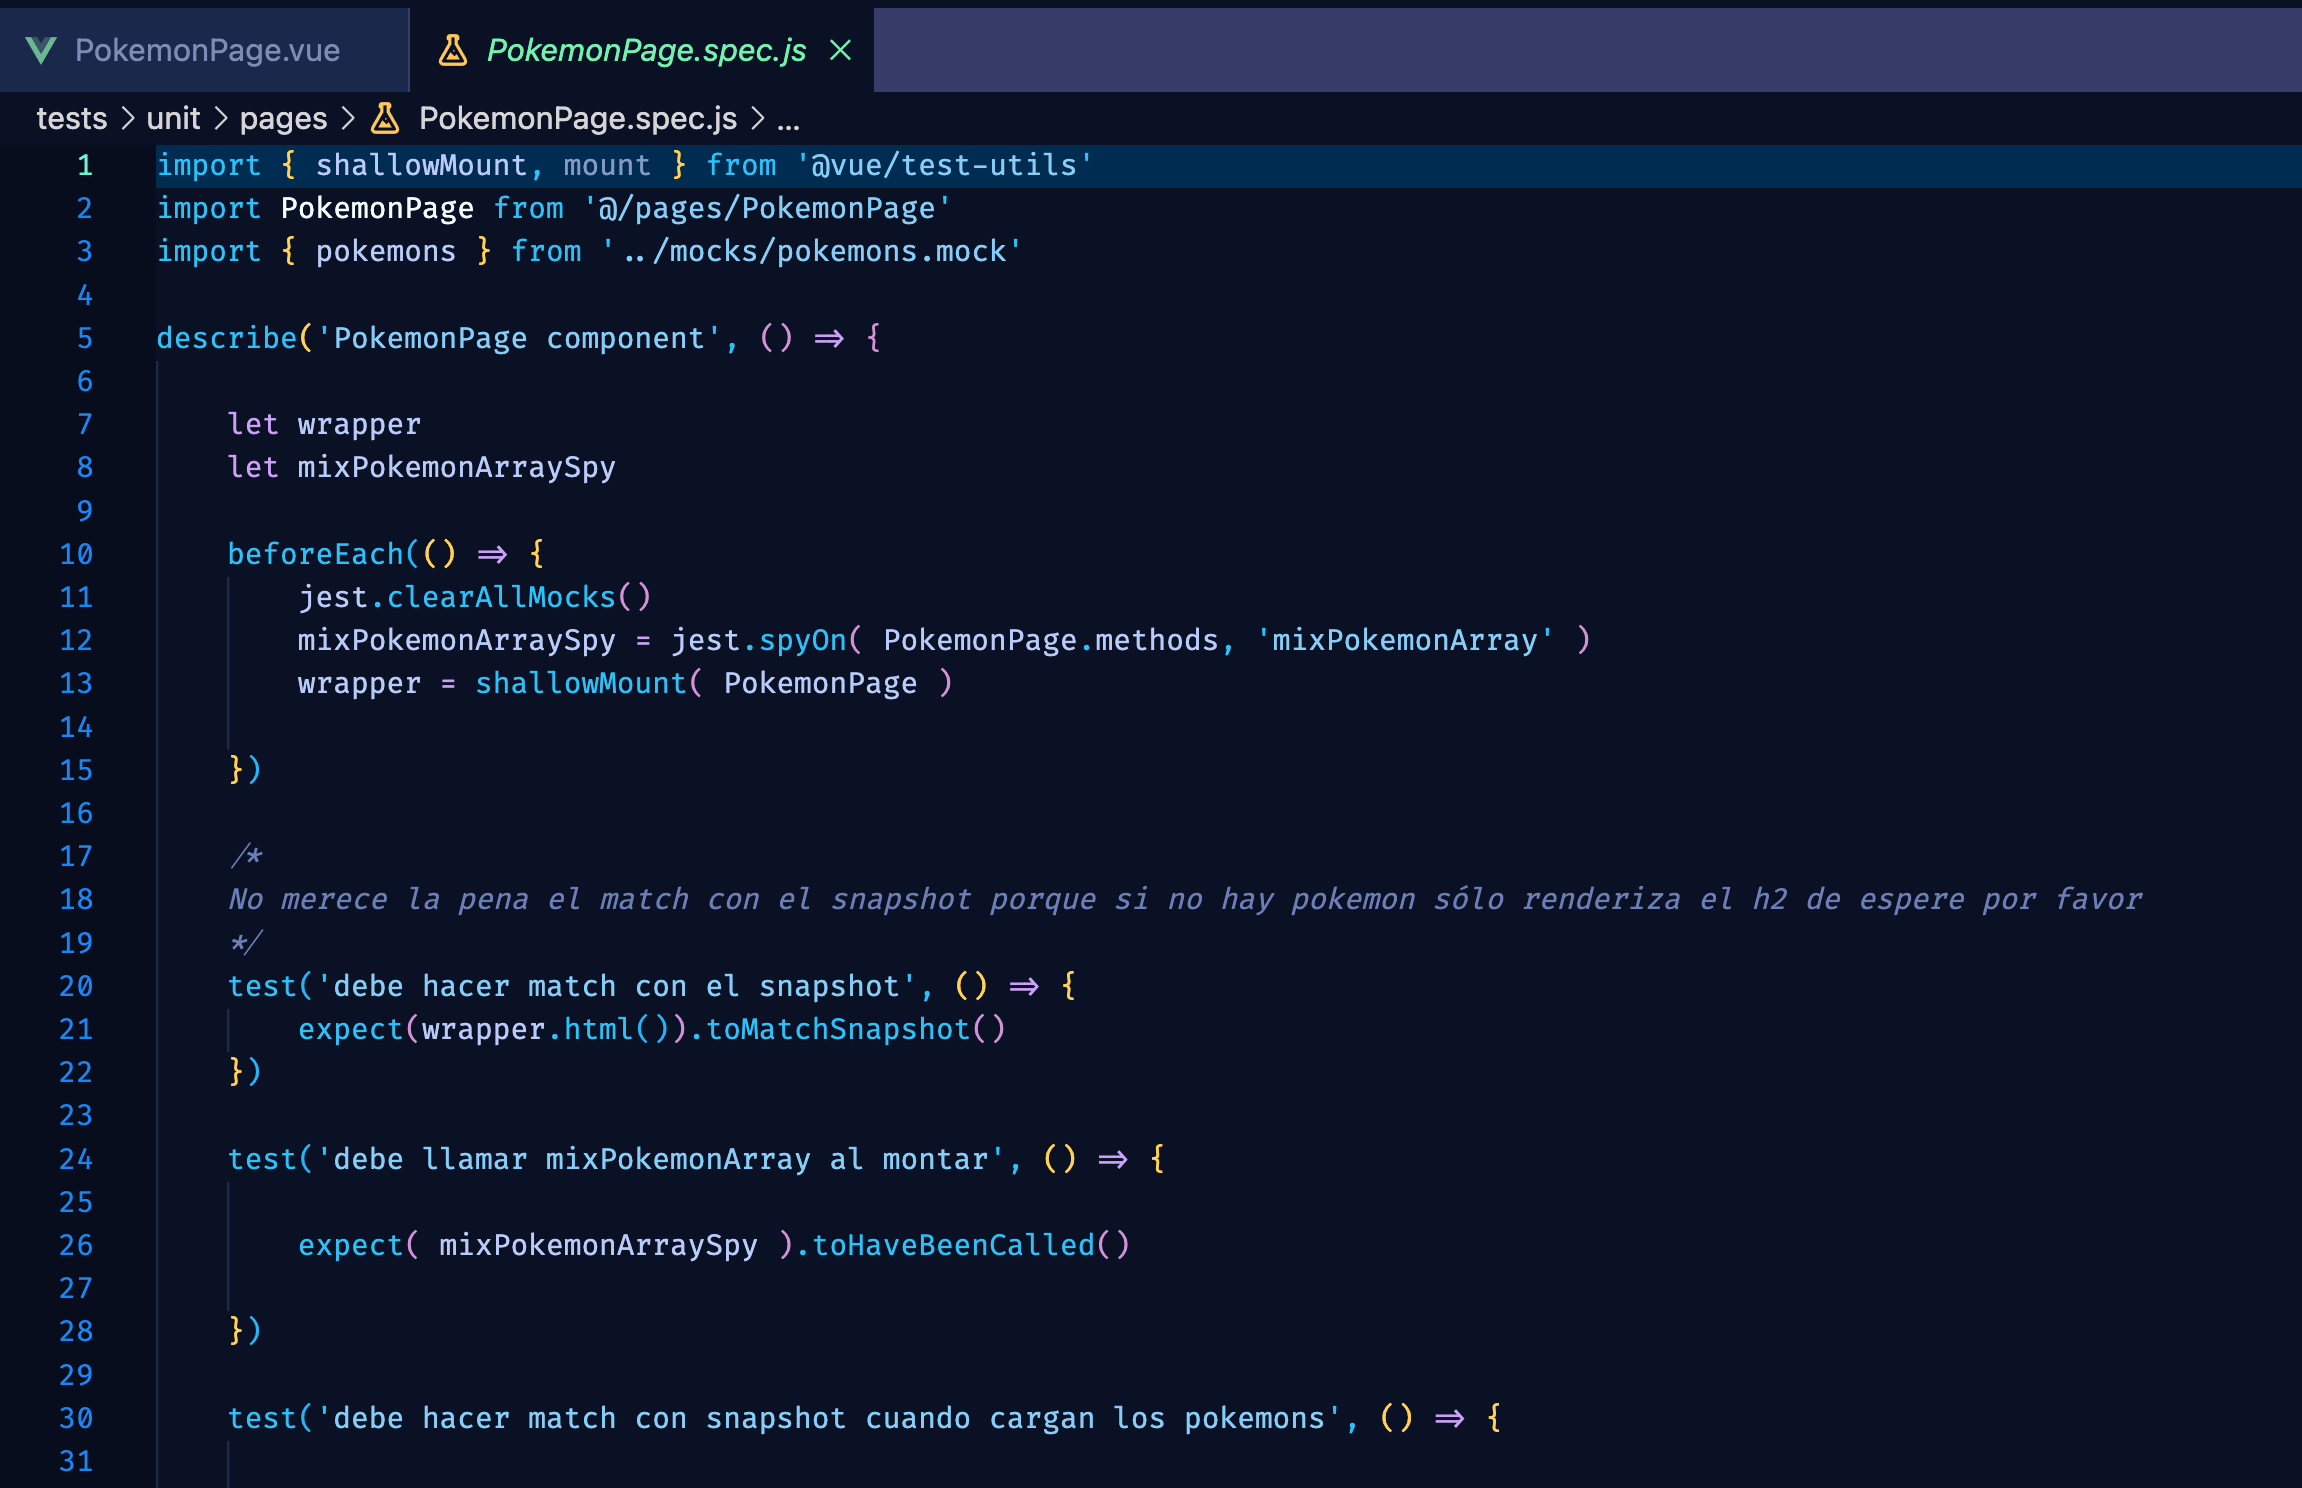 PokemonPage.vue
PokemonPage.spec.js
tests > unit > pages > PokemonPage.spec.js > ...
1 import { shallowMount, mount } from '@vue/test-utils'
2 import PokemonPage from '@/pages/PokemonPage'
3 import { pokemons } from '../mocks/pokemons.mock'
4
5 describe('PokemonPage component', () => {
6
7     let wrapper
8     let mixPokemonArraySpy
9
10     beforeEach(() => {
11         jest.clearAllMocks()
12         mixPokemonArraySpy = jest.spyOn( PokemonPage.methods, 'mixPokemonArray' )
13         wrapper = shallowMount( PokemonPage )
14
15     })
16
17     /*
18     No merece la pena el match con el snapshot porque si no hay pokemon sólo renderiza el h2 de espere por favor
19     */
20     test('debe hacer match con el snapshot', () => {
21         expect(wrapper.html()).toMatchSnapshot()
22     })
23
24     test('debe llamar mixPokemonArray al montar', () => {
25
26         expect( mixPokemonArraySpy ).toHaveBeenCalled()
27
28     })
29
30     test('debe hacer match con snapshot cuando cargan los pokemons', () => {
31